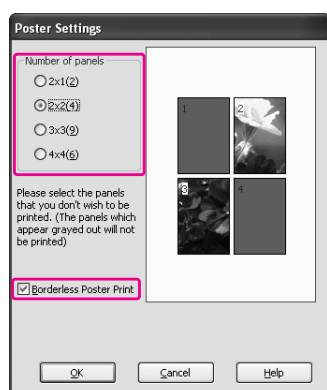 Poster Settings
Number of panels
2x1(2)
2x2(4)
3x3(9)
4x4(6)
Please select the panels
that you don't wish to be
printed. (The panels which
appear grayed out will not
be printed)
Borderless Poster Print
1
2
3
4
OK
Cancel
Help